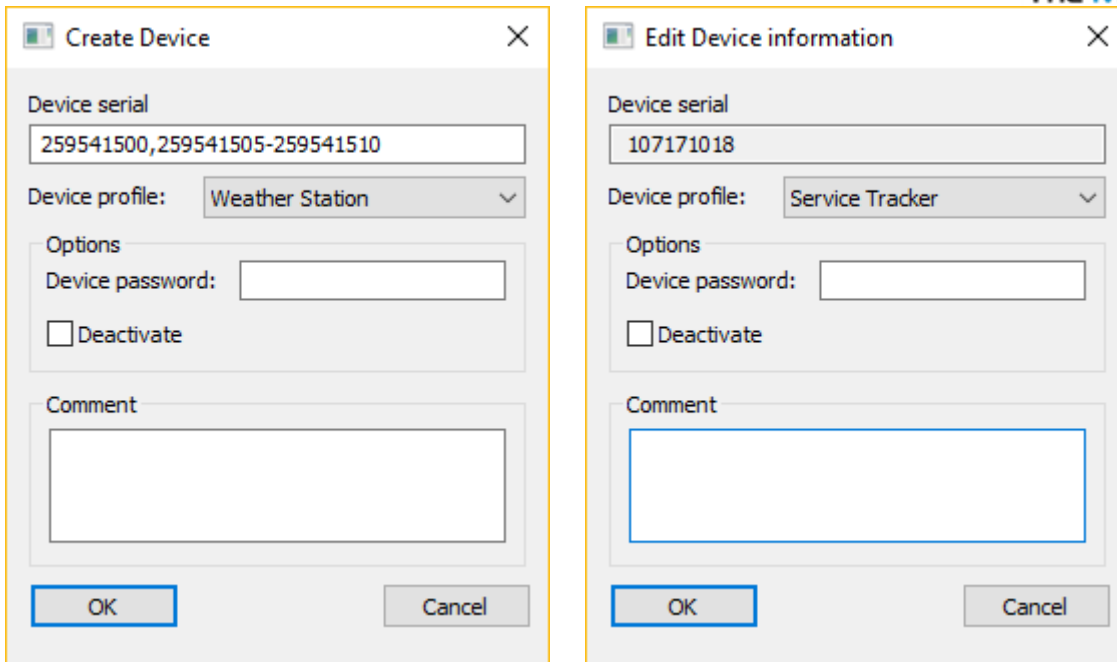 Create Device
Device serial
259541500,259541505-259541510
Device profile: Weather Station
Options
Device password:
Deactivate
Comment
OK Cancel
Edit Device information
Device serial
107171018
Device profile: Service Tracker
Options
Device password:
Deactivate
Comment
OK Cancel